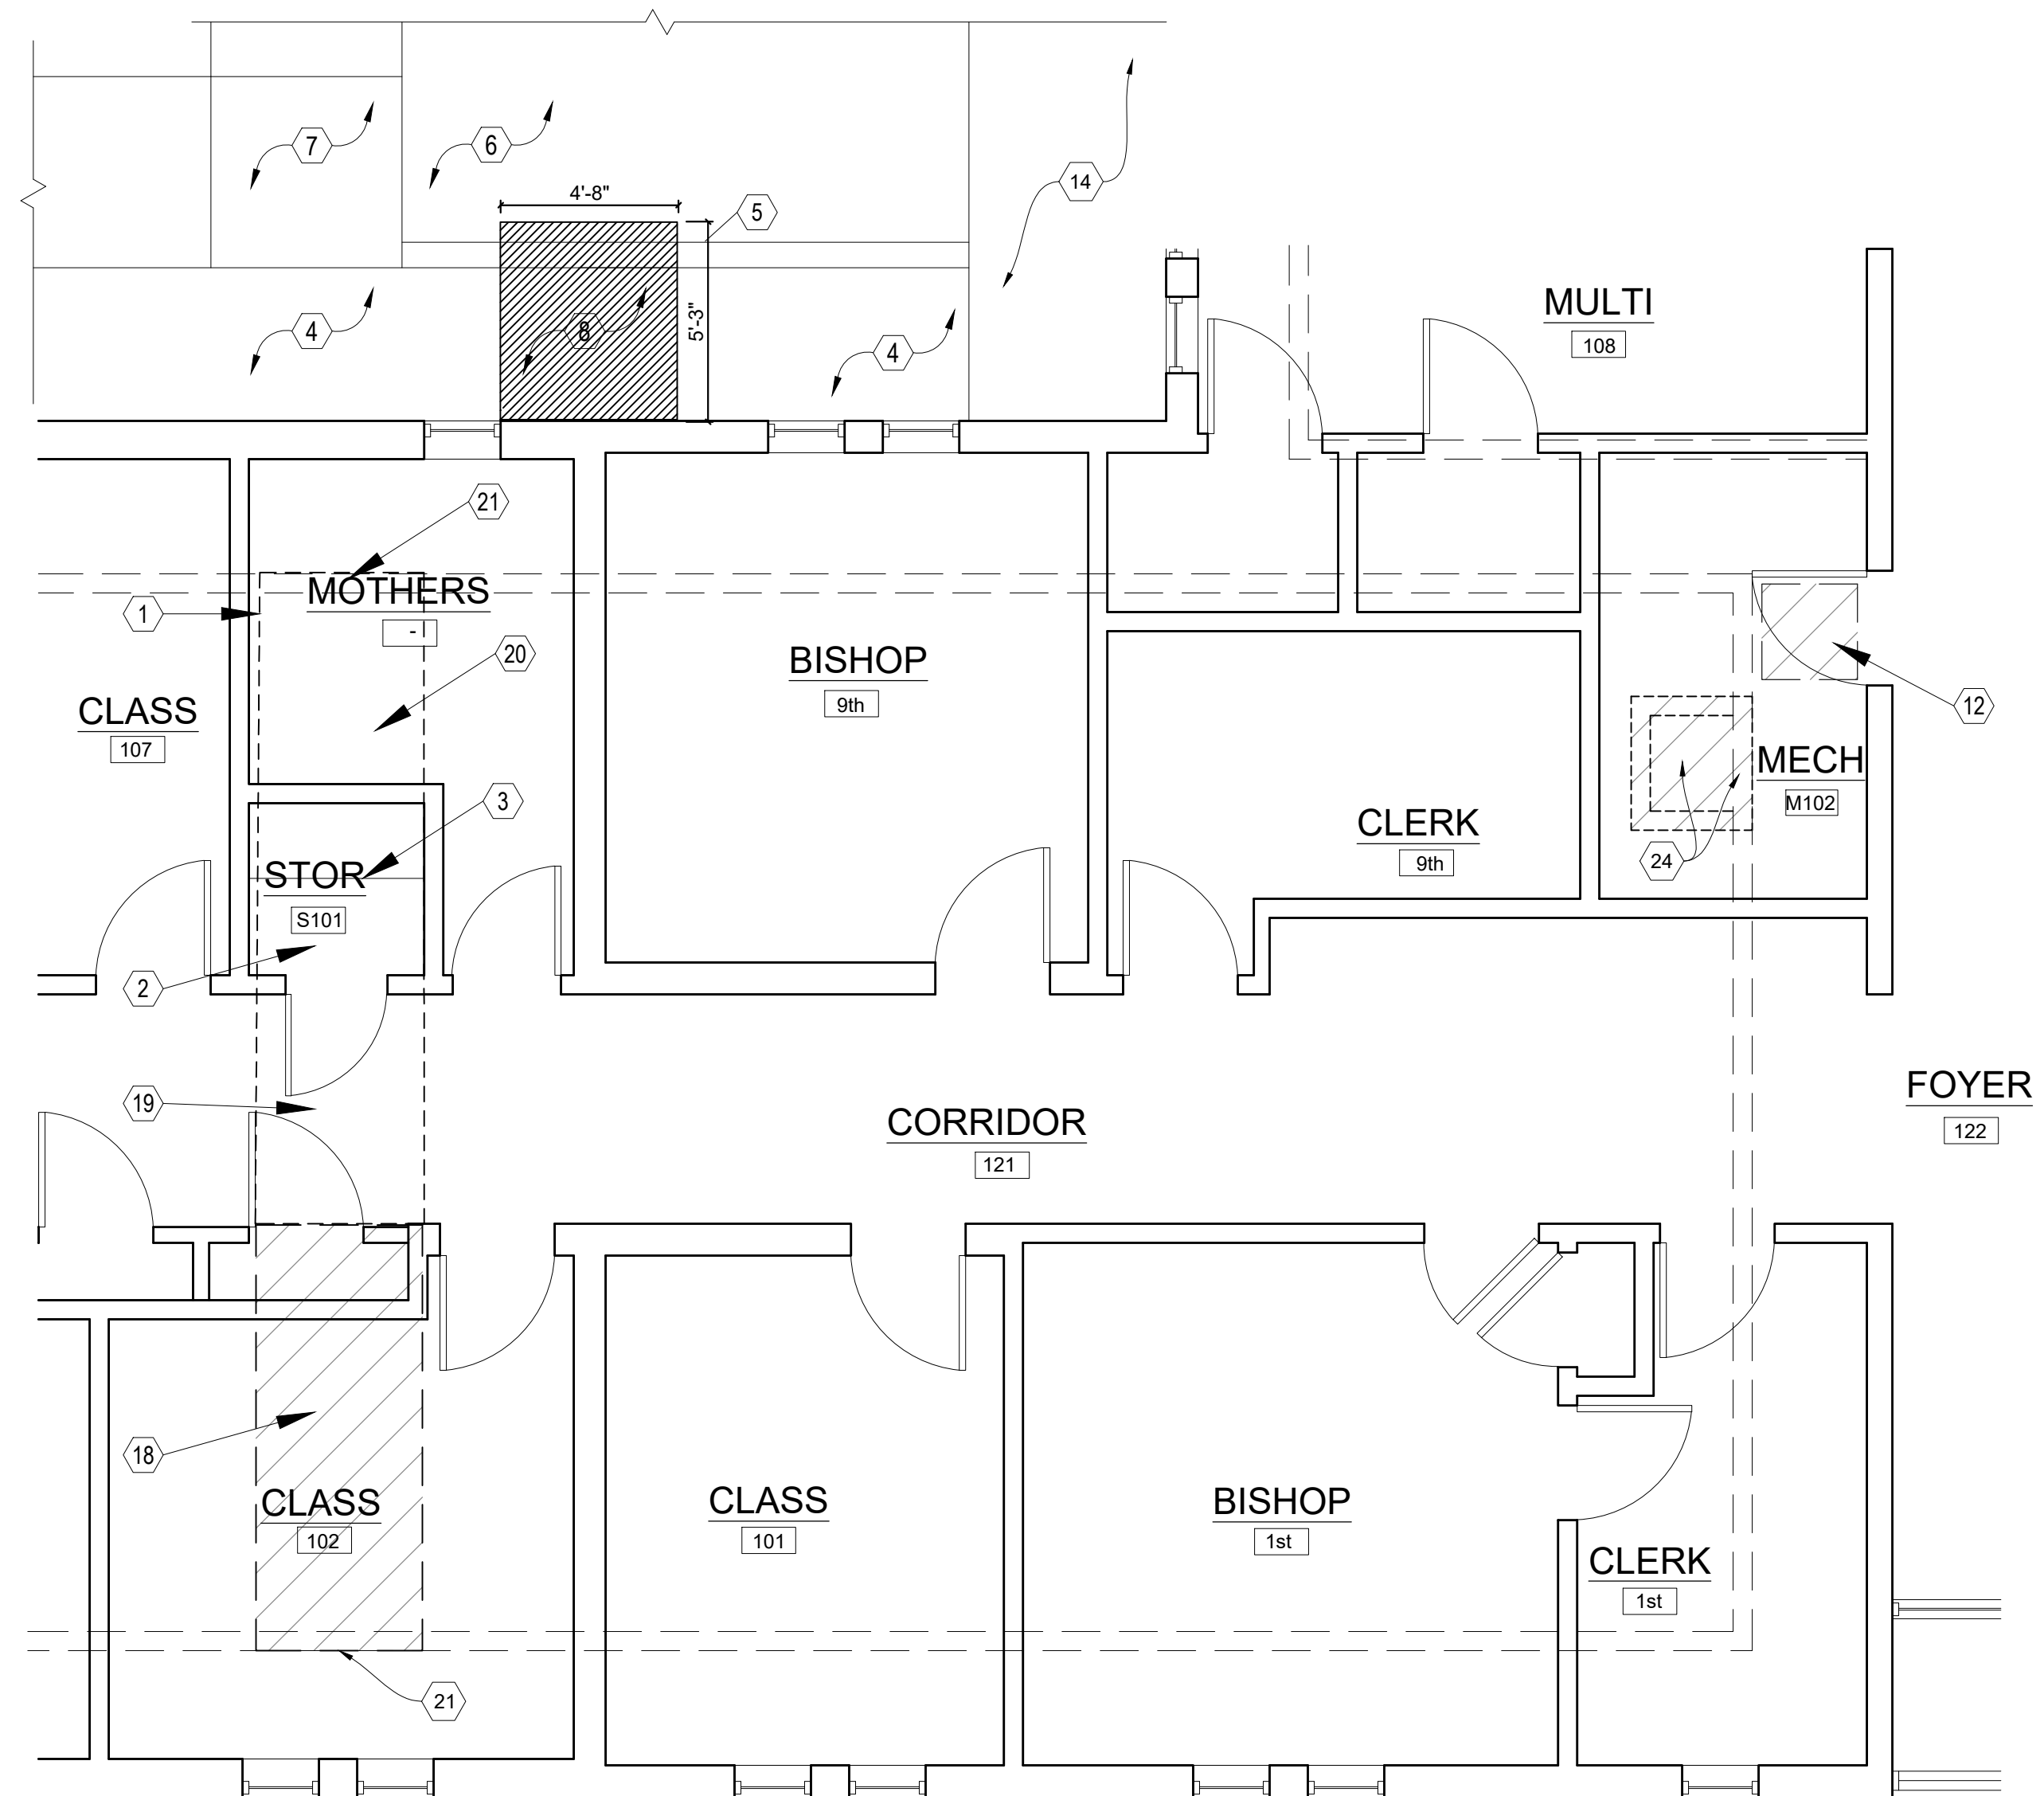 7
6
14
4'-8"
5
5'-3"
4
8
4
MULTI
108
21
MOTHERS
-
1
20
BISHOP
9th
CLASS
107
12
MECH
M102
3
CLERK
9th
24
STOR
S101
2
19
CORRIDOR
121
FOYER
122
18
CLASS
102
CLASS
101
BISHOP
1st
CLERK
1st
21